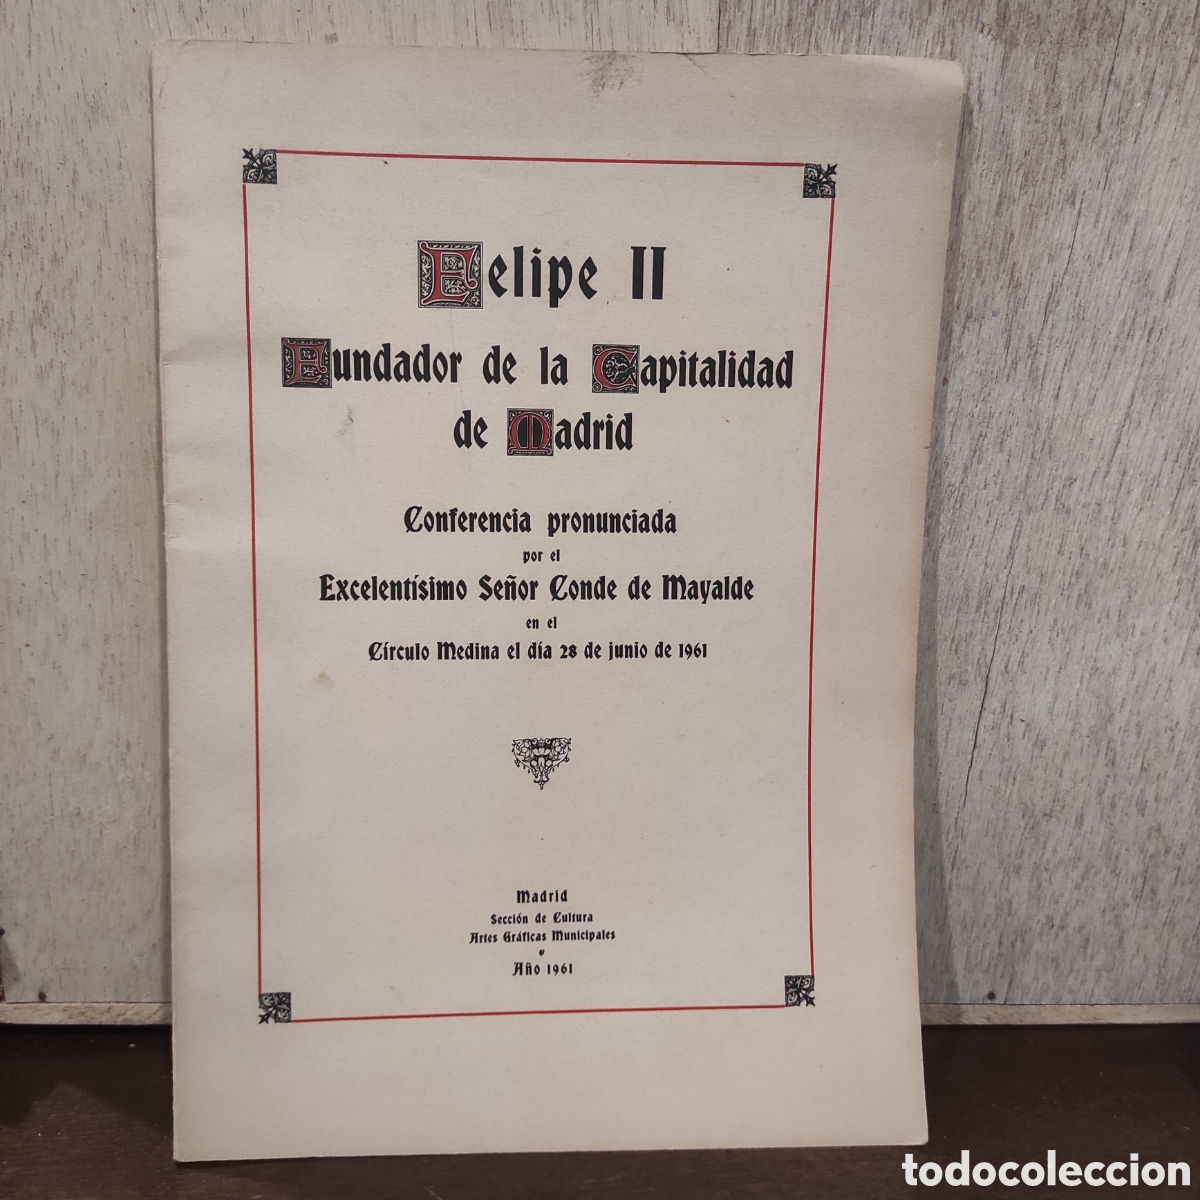 Felipe II
Fundador de la Capitalidad
de Madrid
Conferencia pronunciada
por el
Excelentísimo Señor Conde de Mayalde
en el
Círculo Medina el día 28 de junio de 1961
Madrid
Sección de Cultura
Artes Gráficas Municipales
Año 1961
todocoleccion